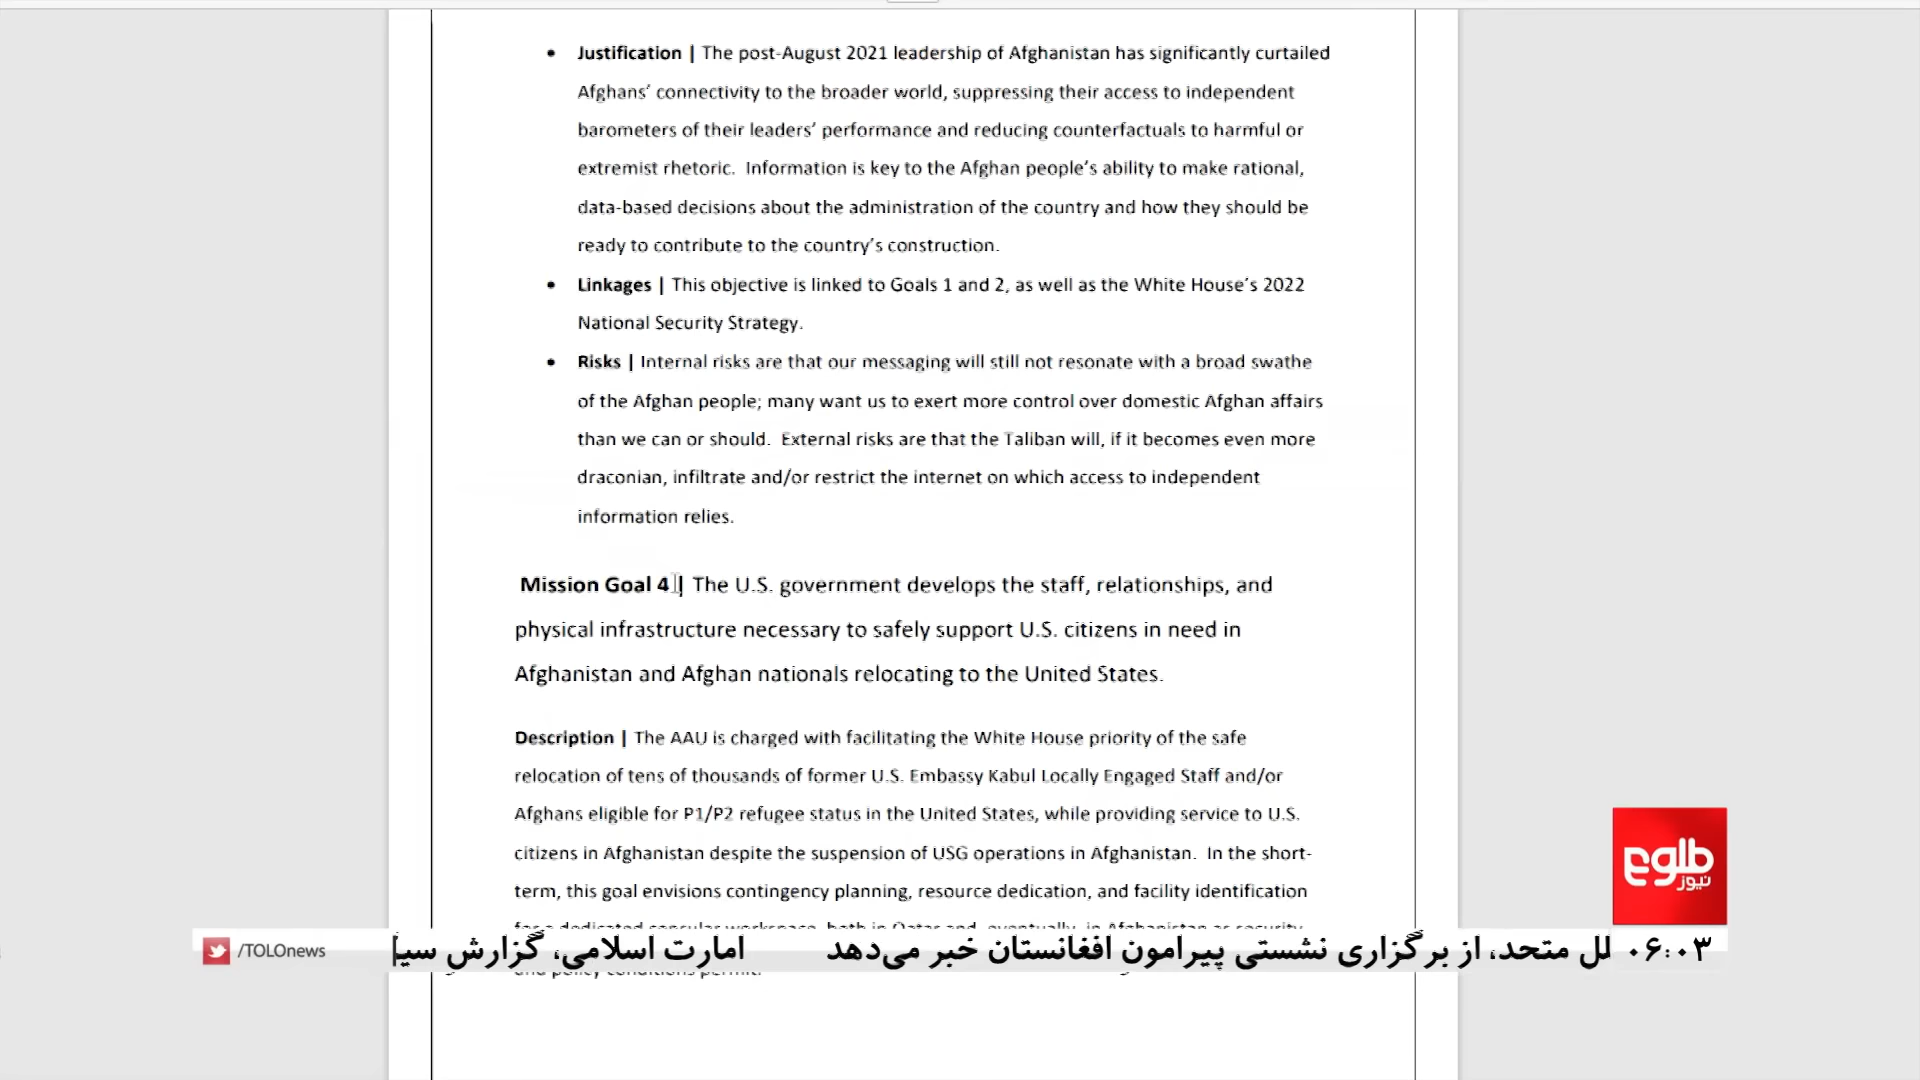 • Justification | The post-August 2021 leadership of Afghanistan has significantly curtailed
Afghans’ connectivity to the broader world, suppressing their access to independent
barometers of their leaders’ performance and reducing counterfactuals to harmful or
extremist rhetoric.  Information is key to the Afghan people’s ability to make rational,
data-based decisions about the administration of the country and how they should be
ready to contribute to the country’s construction.
• Linkages | This objective is linked to Goals 1 and 2, as well as the White House’s 2022
National Security Strategy.
• Risks | Internal risks are that our messaging will still not resonate with a broad swathe
of the Afghan people; many want us to exert more control over domestic Afghan affairs
than we can or should.  External risks are that the Taliban will, if it becomes even more
draconian, infiltrate and/or restrict the internet on which access to independent
information relies.
Mission Goal 4 | The U.S. government develops the staff, relationships, and
physical infrastructure necessary to safely support U.S. citizens in need in
Afghanistan and Afghan nationals relocating to the United States.
Description | The AAU is charged with facilitating the White House priority of the safe
relocation of tens of thousands of former U.S. Embassy Kabul Locally Engaged Staff and/or
Afghans eligible for P1/P2 refugee status in the United States, while providing service to U.S.
citizens in Afghanistan despite the suspension of USG operations in Afghanistan.  In the short-
term, this goal envisions contingency planning, resource dedication, and facility identification
طلوع
نیوز
/TOLOnews
لل متحد، از برگزاری نشستی پیرامون افغانستان خبر می‌دهد امارت اسلامی، گزارش
۰۶:۰۳